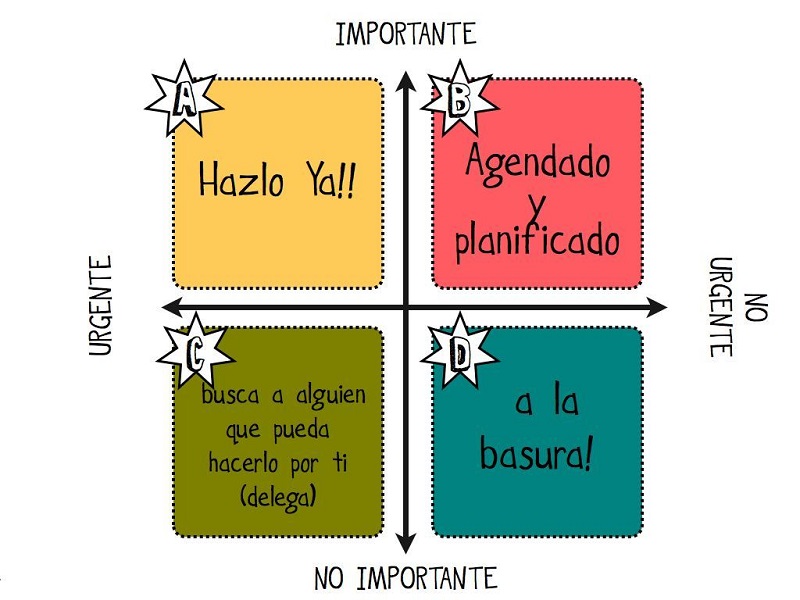 IMPORTANTE
A
Hazlo Ya!!
B
Agendado
y
planificado
URGENTE
NO
URGENTE
C
busca a alguien
que pueda
hacerlo por ti
(delega)
D
a la
basura!
NO IMPORTANTE